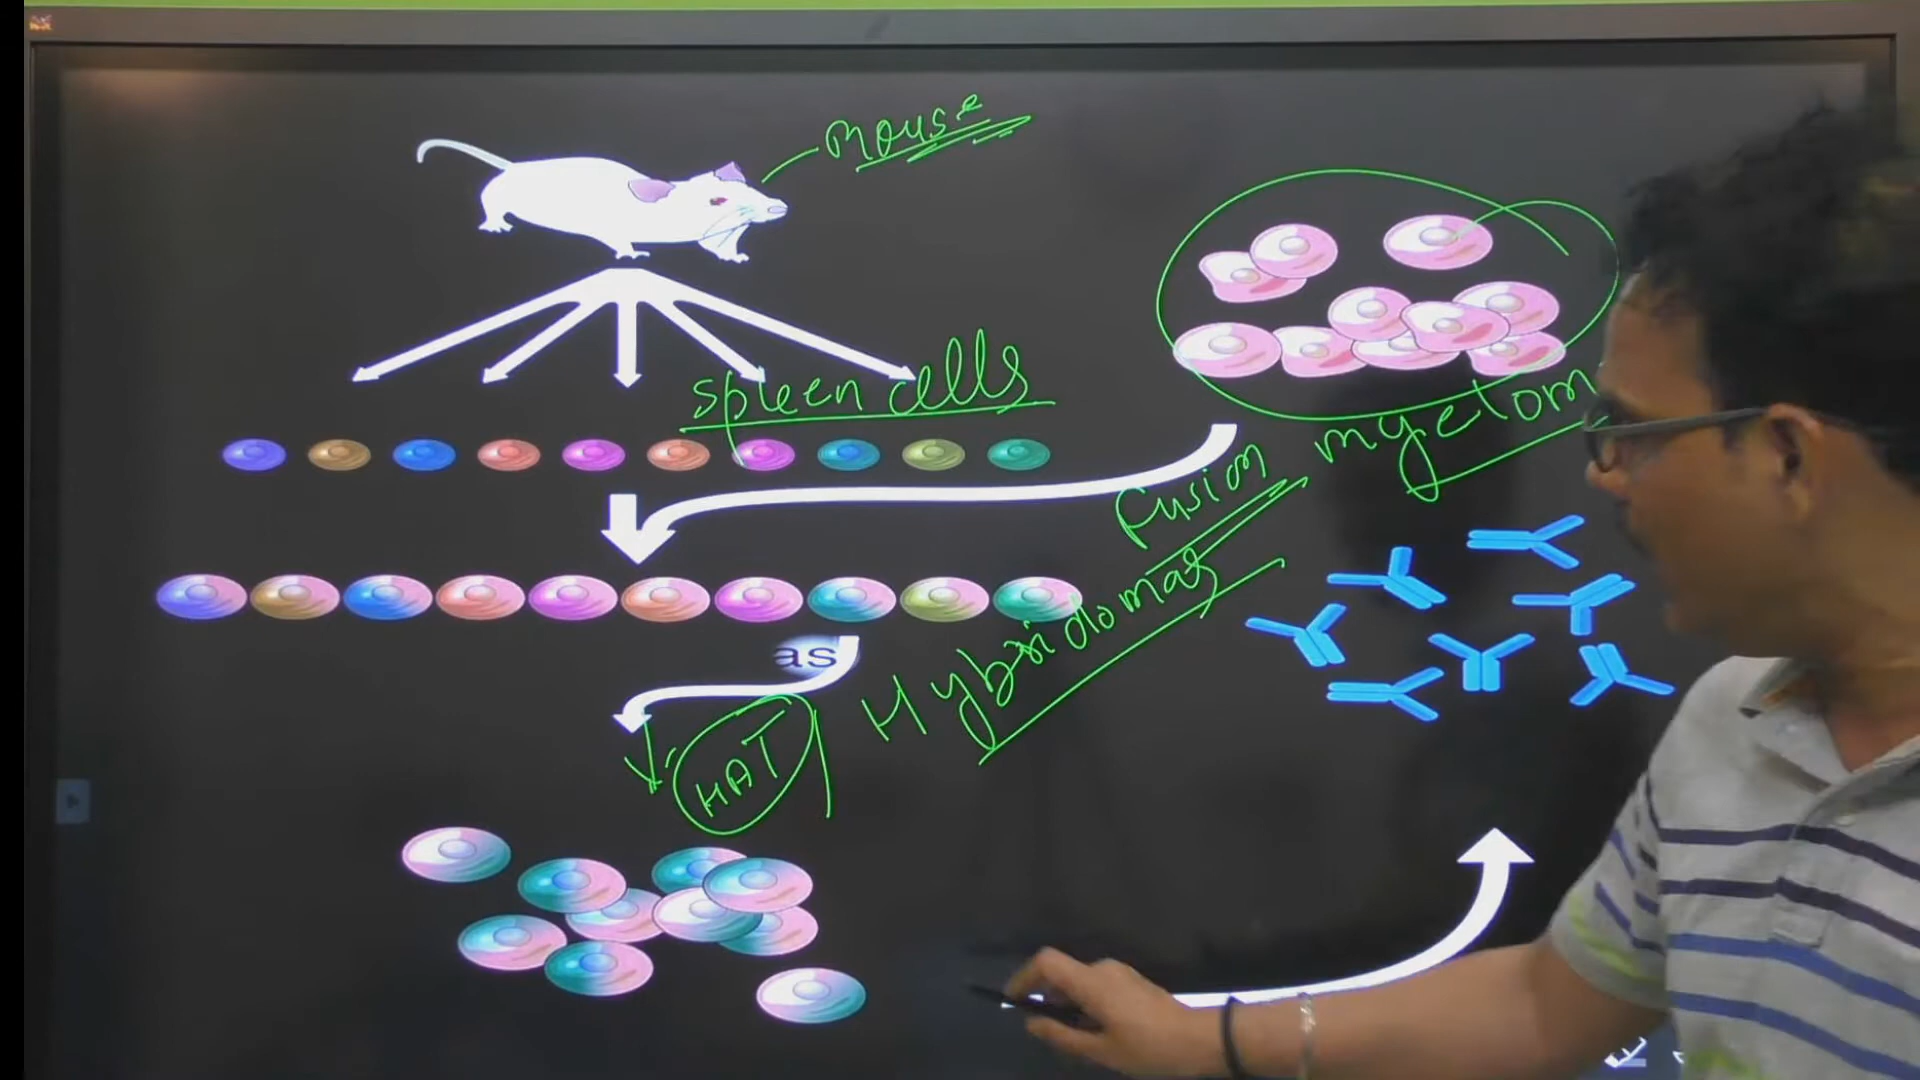 mouse
spleen cells
myelom
Fusion
Hybridomas
as
HAT